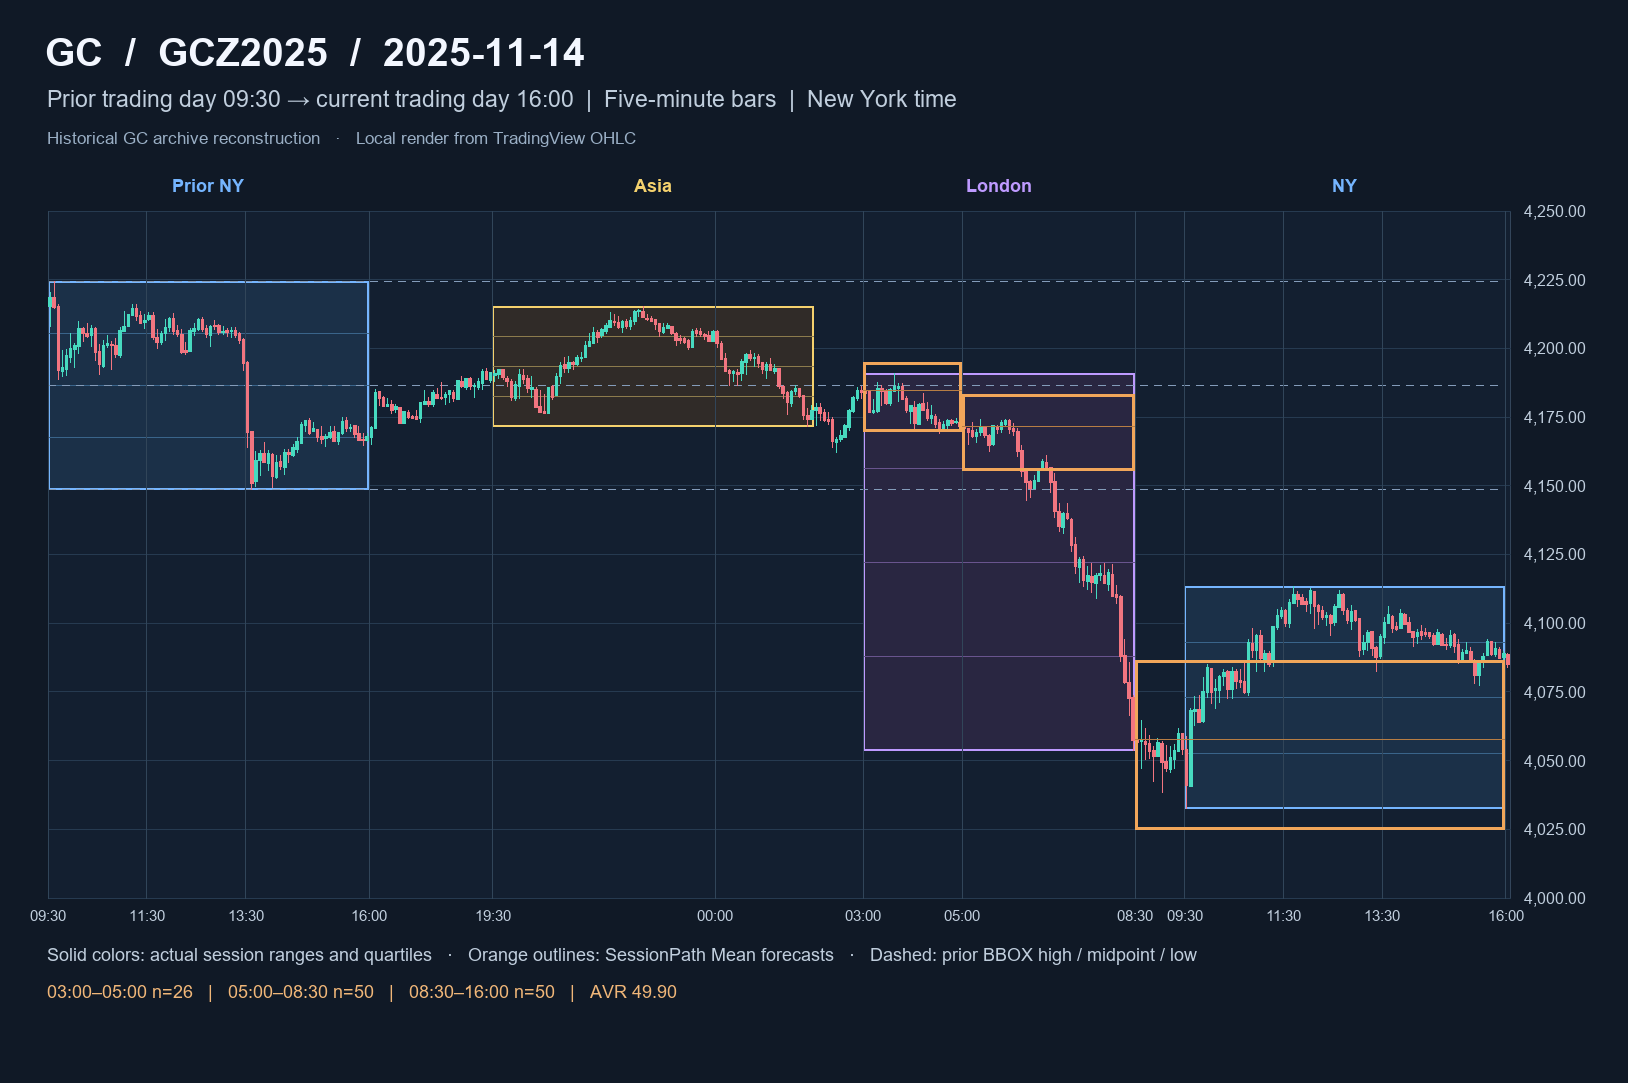 GC / GCZ2025 / 2025-11-14
Prior trading day 09:30 → current trading day 16:00 | Five-minute bars | New York time
Historical GC archive reconstruction · Local render from TradingView OHLC
Prior NY Asia London NY
4,250.00
4,225.00
4,200.00
4,175.00
4,150.00
4,125.00
4,100.00
4,075.00
4,050.00
4,025.00
4,000.00
09:30 11:30 13:30 16:00 19:30 00:00 03:00 05:00 08:30 09:30 11:30 13:30 16:00
Solid colors: actual session ranges and quartiles · Orange outlines: SessionPath Mean forecasts · Dashed: prior BBOX high / midpoint / low
03:00–05:00 n=26 | 05:00–08:30 n=50 | 08:30–16:00 n=50 | AVR 49.90